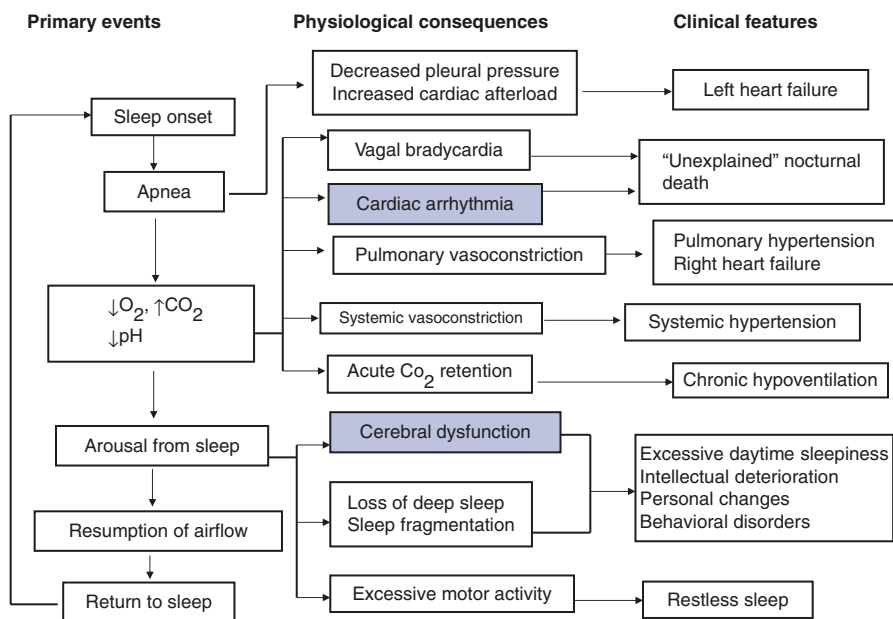 Primary events
Physiological consequences
Clinical features
Sleep onset
Apnea
↓O₂, ↑CO₂
↓pH
Arousal from sleep
Resumption of airflow
Return to sleep
Decreased pleural pressure
Increased cardiac afterload
Vagal bradycardia
Cardiac arrhythmia
Pulmonary vasoconstriction
Systemic vasoconstriction
Acute Co₂ retention
Cerebral dysfunction
Loss of deep sleep
Sleep fragmentation
Excessive motor activity
Left heart failure
“Unexplained” nocturnal
death
Pulmonary hypertension
Right heart failure
Systemic hypertension
Chronic hypoventilation
Excessive daytime sleepiness
Intellectual deterioration
Personal changes
Behavioral disorders
Restless sleep